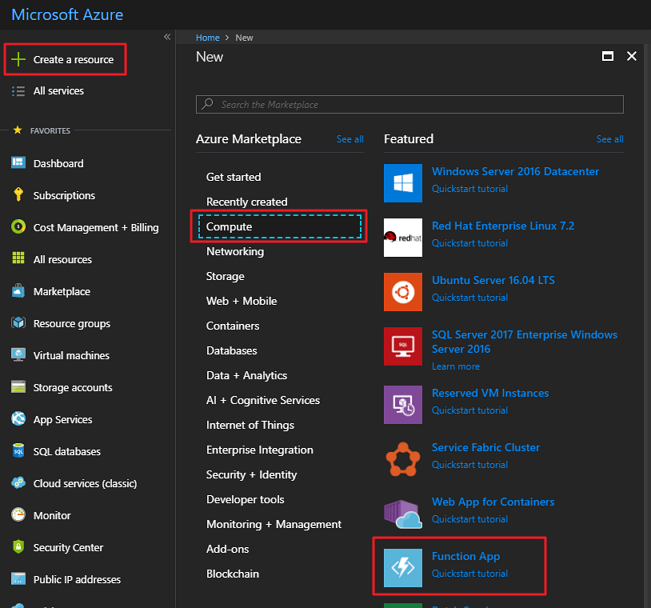 Microsoft Azure
«
Create a resource
All services
FAVORITES
Dashboard
Subscriptions
Cost Management + Billing
All resources
Marketplace
Resource groups
Virtual machines
Storage accounts
App Services
SQL databases
Cloud services (classic)
Monitor
Security Center
Public IP addresses
Home > New
New
Search the Marketplace
Azure Marketplace See all
Get started
Recently created
Compute
Networking
Storage
Web + Mobile
Containers
Databases
Data + Analytics
AI + Cognitive Services
Internet of Things
Enterprise Integration
Security + Identity
Developer tools
Monitoring + Management
Add-ons
Blockchain
Featured See all
Windows Server 2016 Datacenter
Quickstart tutorial
redhat
Red Hat Enterprise Linux 7.2
Quickstart tutorial
Ubuntu Server 16.04 LTS
Quickstart tutorial
SQL
SQL Server 2017 Enterprise Windows
Server 2016
Learn more
Reserved VM Instances
Quickstart tutorial
Service Fabric Cluster
Quickstart tutorial
Web App for Containers
Quickstart tutorial
Function App
Quickstart tutorial